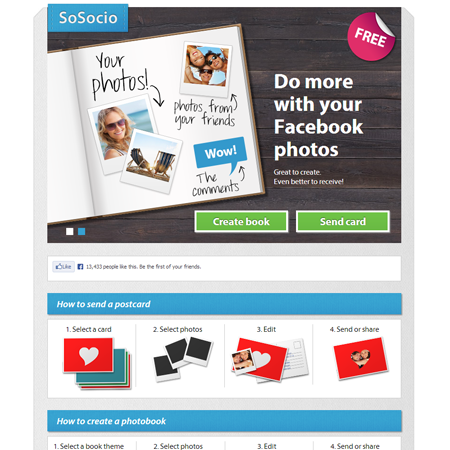 SoSocio
FREE
Your
photos!
photos from
your friends
Wow!
The
comments
Do more
with your
Facebook
photos
Great to create.
Even better to receive!
Create book
Send card
Like
13,433 people like this. Be the first of your friends.
How to send a postcard
1. Select a card
2. Select photos
3. Edit
4. Send or share
How to create a photobook
1. Select a book theme
2. Select photos
3. Edit
4. Send or share